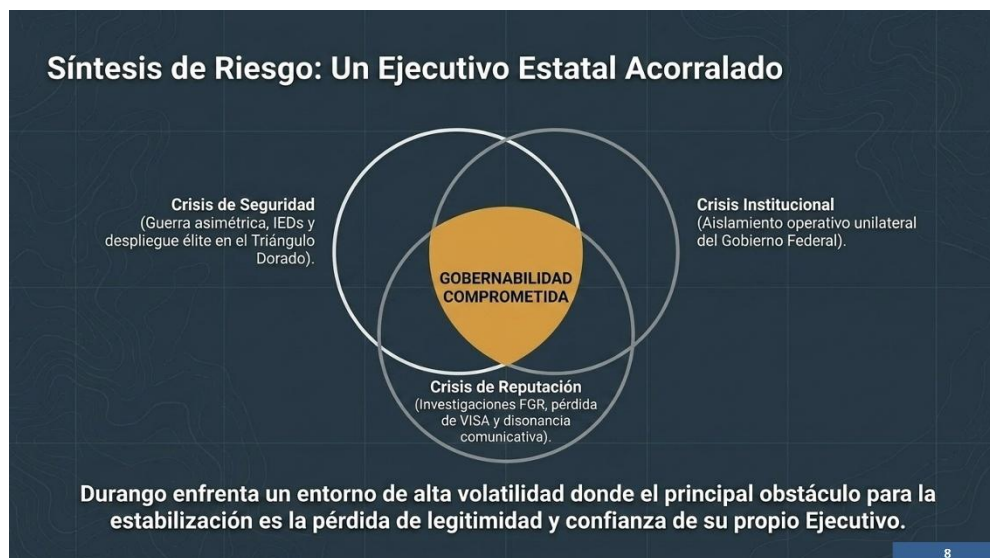 Síntesis de Riesgo: Un Ejecutivo Estatal Acorralado
Crisis de Seguridad
(Guerra asimétrica, IEDs y
despliegue élite en el Triángulo
Dorado).
Crisis Institucional
(Aislamiento operativo unilateral
del Gobierno Federal).
GOBERNABILIDAD
COMPROMETIDA
Crisis de Reputación
(Investigaciones FGR, pérdida
de VISA y disonancia
comunicativa).
Durango enfrenta un entorno de alta volatilidad donde el principal obstáculo para la
estabilización es la pérdida de legitimidad y confianza de su propio Ejecutivo.
8